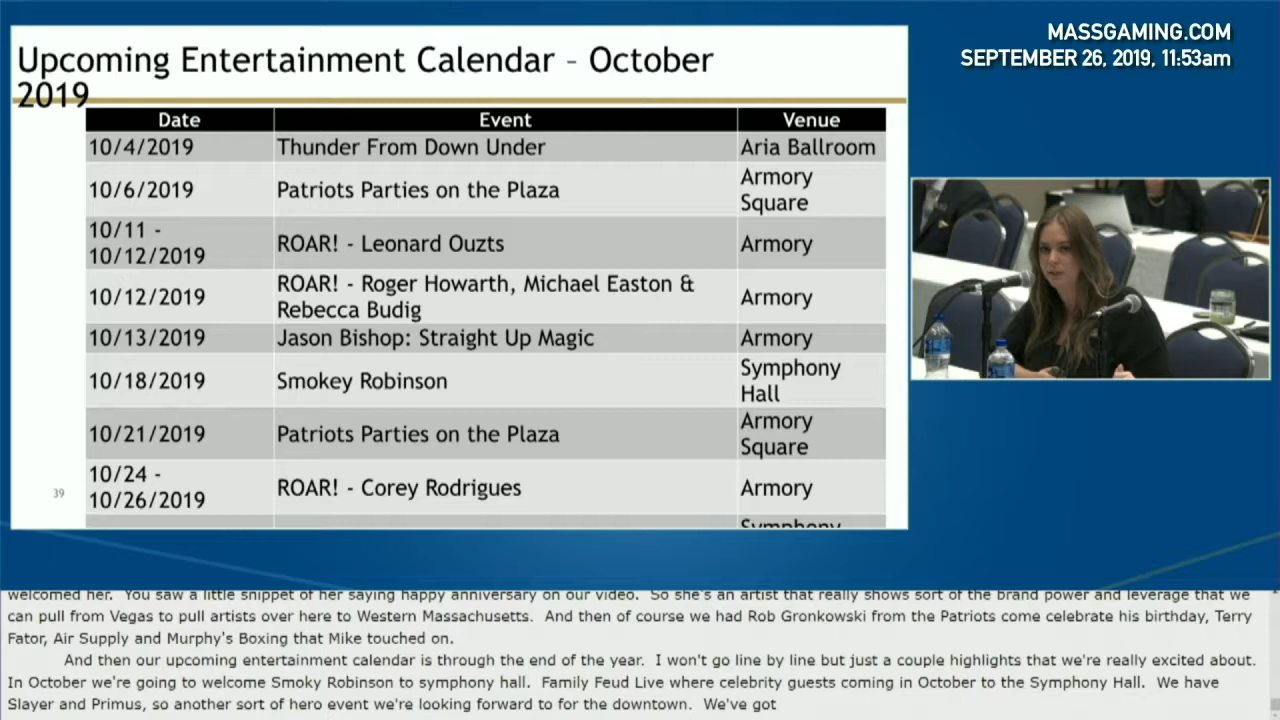 MASSGAMING.COM
SEPTEMBER 26, 2019, 11:53am
Upcoming Entertainment Calendar – October
2019
Date Event Venue
10/4/2019 Thunder From Down Under Aria Ballroom
10/6/2019 Patriots Parties on the Plaza Armory
Square
10/11 -
10/12/2019 ROAR! - Leonard Ouzts Armory
10/12/2019 ROAR! - Roger Howarth, Michael Easton &
Rebecca Budig Armory
10/13/2019 Jason Bishop: Straight Up Magic Armory
10/18/2019 Smokey Robinson Symphony
Hall
10/21/2019 Patriots Parties on the Plaza Armory
Square
10/24 -
10/26/2019 ROAR! - Corey Rodrigues Armory
Symphony
39
welcomed her. You saw a little snippet of her saying happy anniversary on our video. So she's an artist that really shows sort of the brand power and leverage that we
can pull from Vegas to pull artists over here to Western Massachusetts. And then of course we had Rob Gronkowski from the Patriots come celebrate his birthday, Terry
Fator, Air Supply and Murphy's Boxing that Mike touched on.
And then our upcoming entertainment calendar is through the end of the year. I won't go line by line but just a couple highlights that we're really excited about.
In October we're going to welcome Smoky Robinson to symphony hall. Family Feud Live where celebrity guests coming in October to the Symphony Hall. We have
Slayer and Primus, so another sort of hero event we're looking forward to for the downtown. We've got